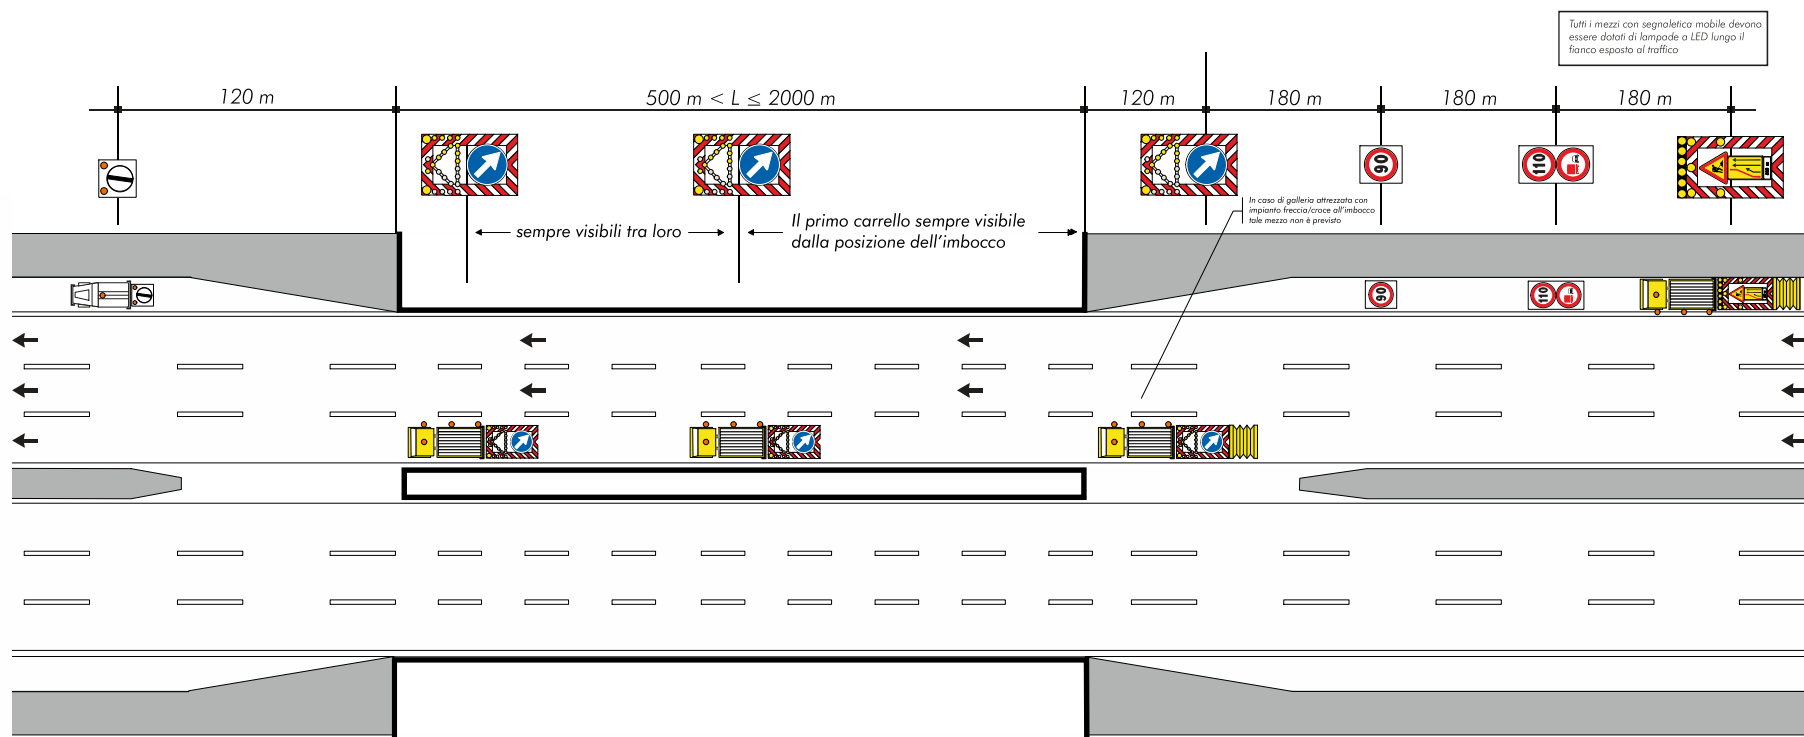 Tutti i mezzi con segnaletica mobile devono
essere dotati di lampade a LED lungo il
fianco esposto al traffico
120 m
500 m < L ≤ 2000 m
120 m
180 m
180 m
180 m
90
110
In caso di galleria attrezzata con
impianto freccia/croce all'imbocco
tale mezzo non è previsto
sempre visibili tra loro
Il primo carrello sempre visibile
dalla posizione dell'imbocco
90
110